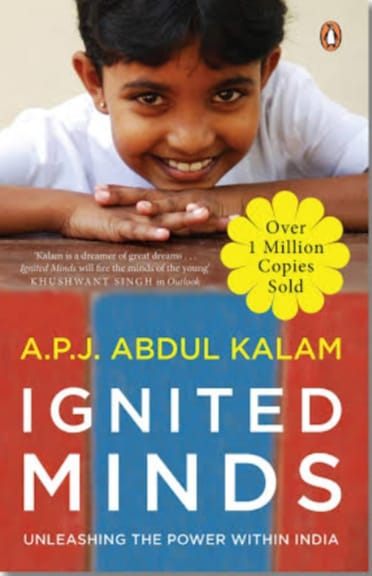 Over
1 Million
Copies
Sold
'Kalam is a dreamer of great dreams . . .
Ignited Minds will fire the minds of the young'
KHUSHWANT SINGH in Outlook
A.P.J. ABDUL KALAM
IGNITED
MINDS
UNLEASHING THE POWER WITHIN INDIA